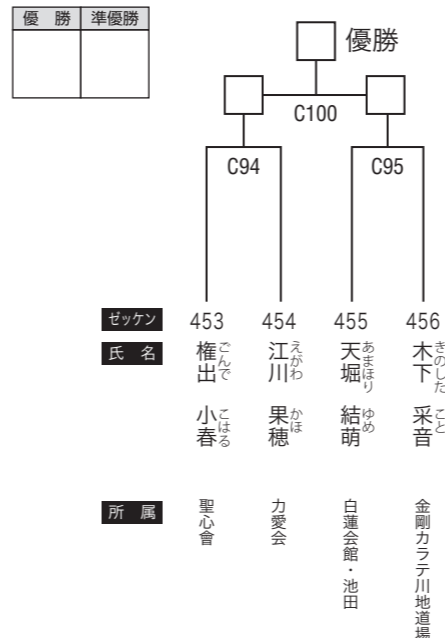 優 勝 準優勝
優勝
C100
C94 C95
ゼッケン 453 454 455 456
氏 名
権出 小春
ごんで こはる
江川 果穂
えがわ かほ
天堀 結萌
あまほり ゆめ
木下 采音
きのした こと
所 属
聖心會
力愛会
白蓮会館・池田
金剛カラテ川地道場